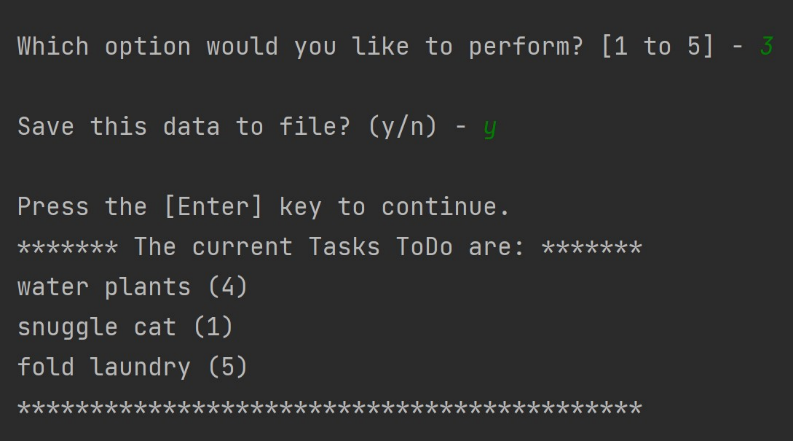 Which option would you like to perform? [1 to 5] - 3
Save this data to file? (y/n) - y
Press the [Enter] key to continue.
******* The current Tasks ToDo are: *******
water plants (4)
snuggle cat (1)
fold laundry (5)
*******************************************